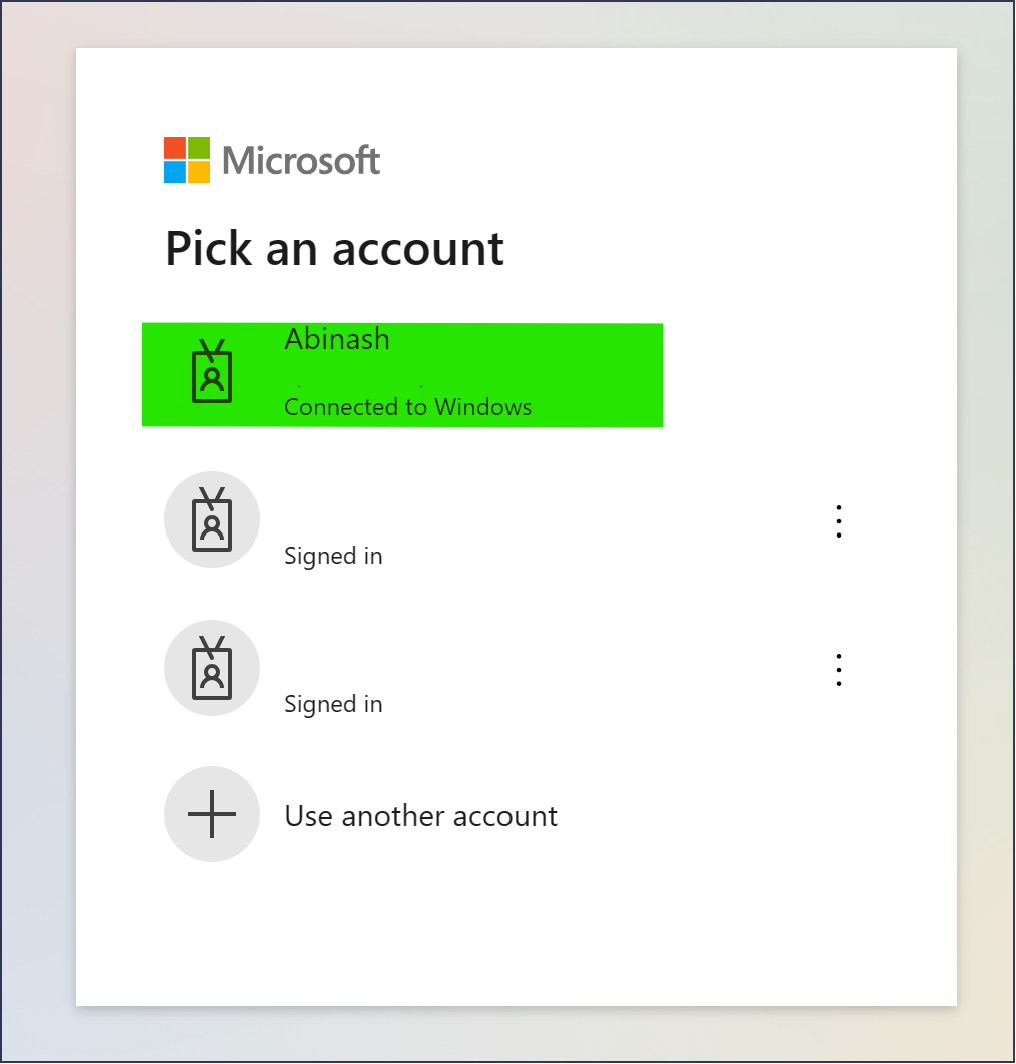 Microsoft
Pick an account
Abinash
Connected to Windows
Signed in
Signed in
Use another account